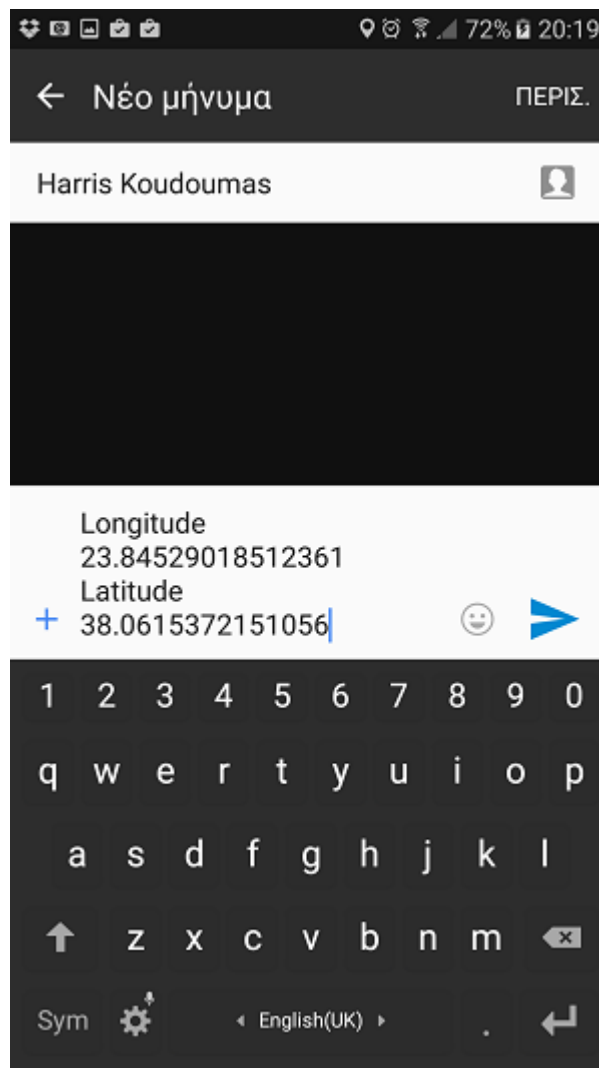 72% 20:19
Νέο μήνυμα ΠΕΡΙΣ.
Harris Koudoumas
Longitude
23.84529018512361
Latitude
38.0615372151056
1 2 3 4 5 6 7 8 9 0
q w e r t y u i o p
a s d f g h j k l
z x c v b n m
Sym English(UK) .